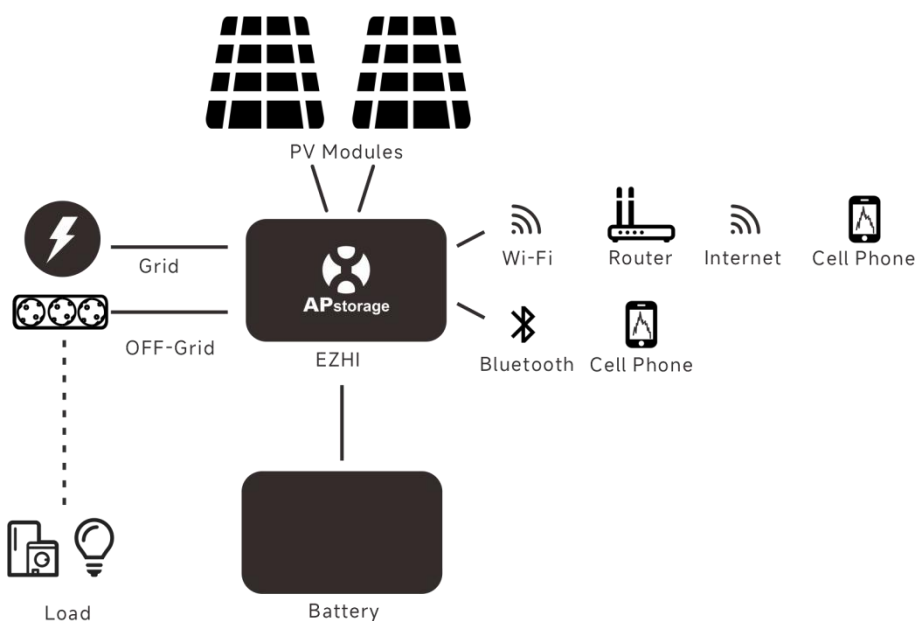 PV Modules
Grid
OFF-Grid
APstorage
EZHI
Wi-Fi
Router
Internet
Cell Phone
Bluetooth
Cell Phone
Load
Battery